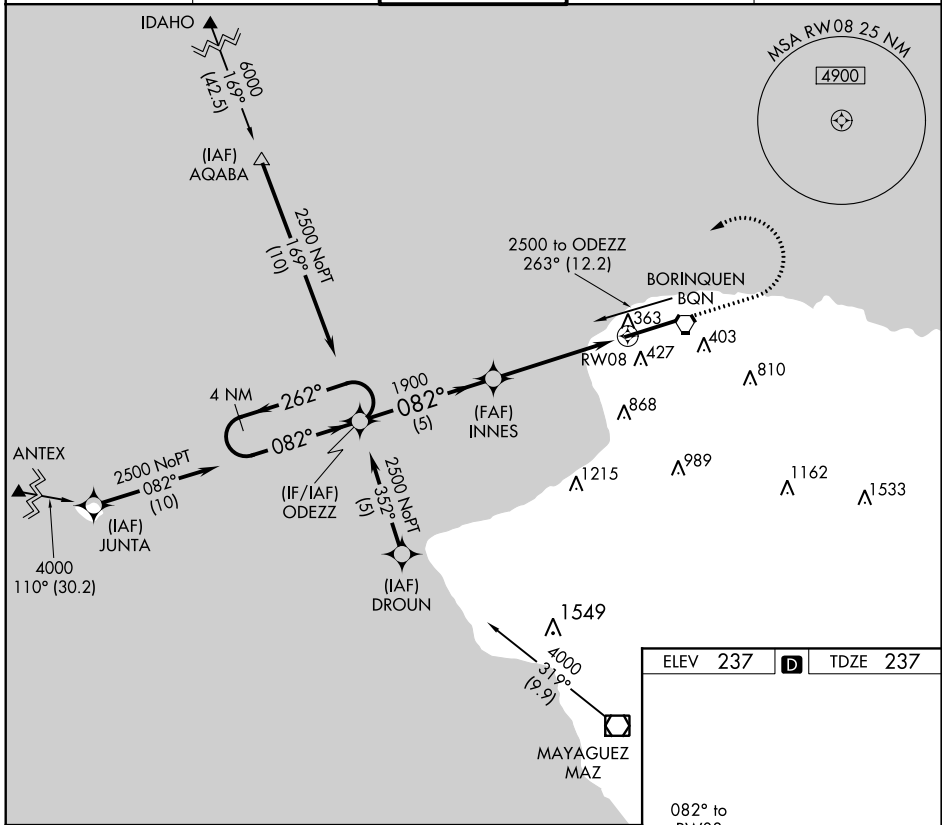 IDAHO
6000
169°
(42.5)
MSA RW08 25 NM
4900
(IAF)
AQABA
2500 NoPT
169°
(10)
2500 to ODEZZ
263° (12.2)
BORINQUEN
BQN
363
RW08
427
403
810
4 NM
262°
082°
1900
082°
(5)
(FAF)
INNES
868
ANTEX
2500 NoPT
082°
(10)
(IF/IAF)
ODEZZ
2500 NoPT
352°
(5)
1215
989
1162
1533
(IAF)
JUNTA
4000
110° (30.2)
(IAF)
DROUN
1549
4000
319°
(9.9)
MAYAGUEZ
MAZ
ELEV 237 D TDZE 237
082° to